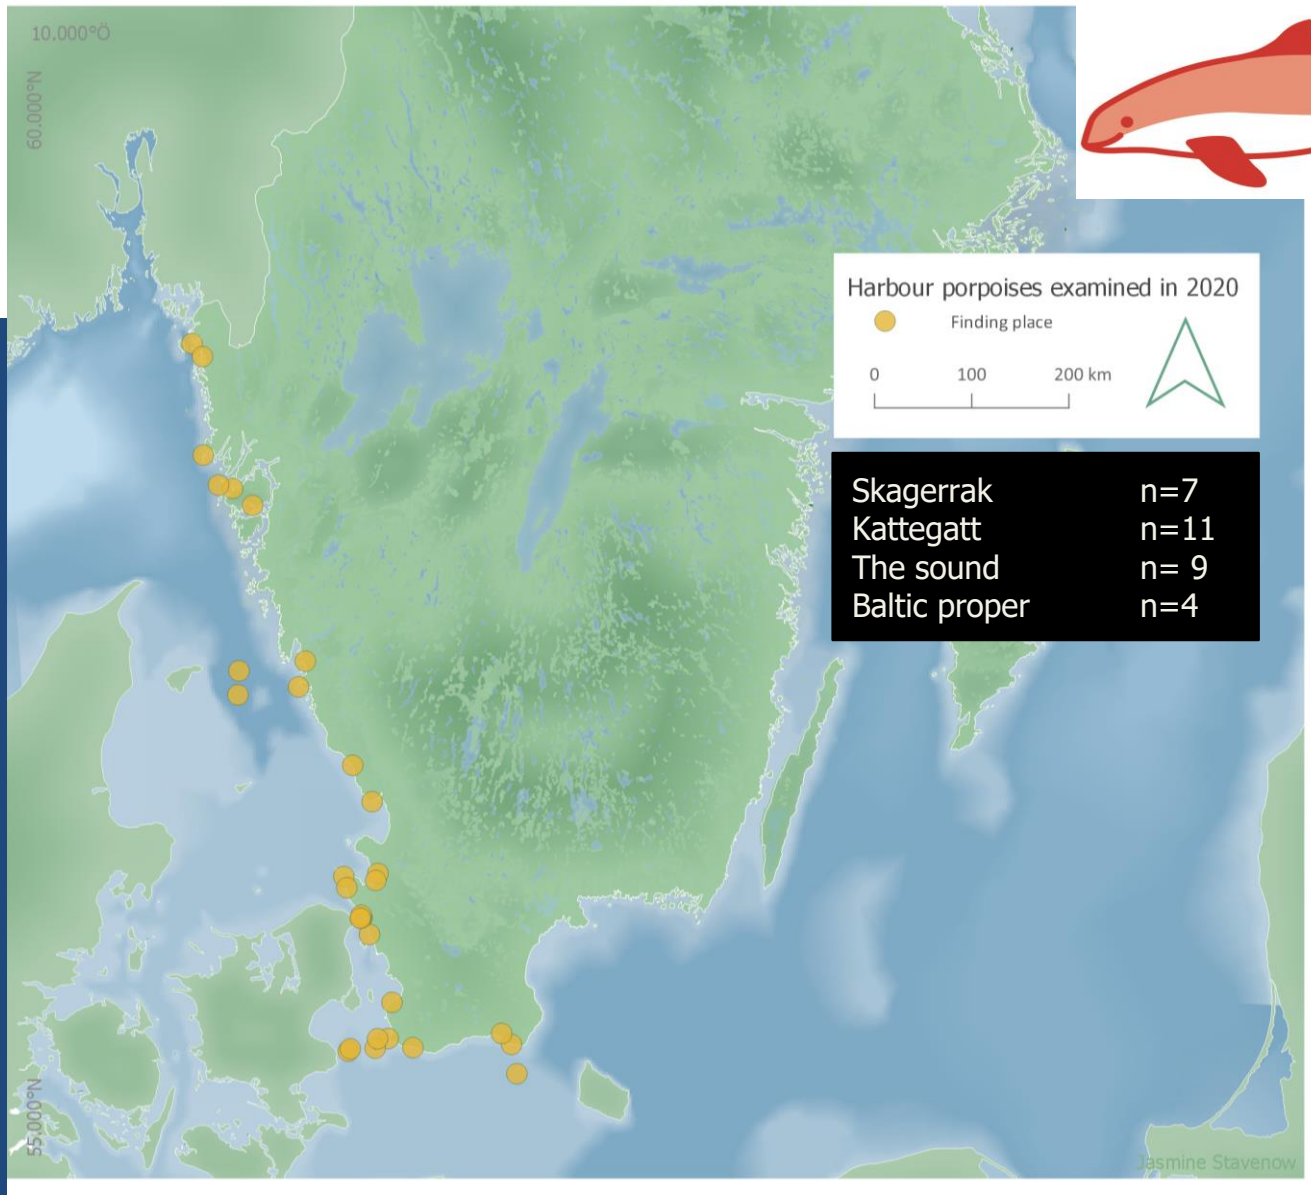 10.000°Ö
60.000°N
Harbour porpoises examined in 2020
Finding place
0 100 200 km
Skagerrak n=7
Kattegatt n=11
The sound n= 9
Baltic proper n=4
55.000°N
Jasmine Stavenow